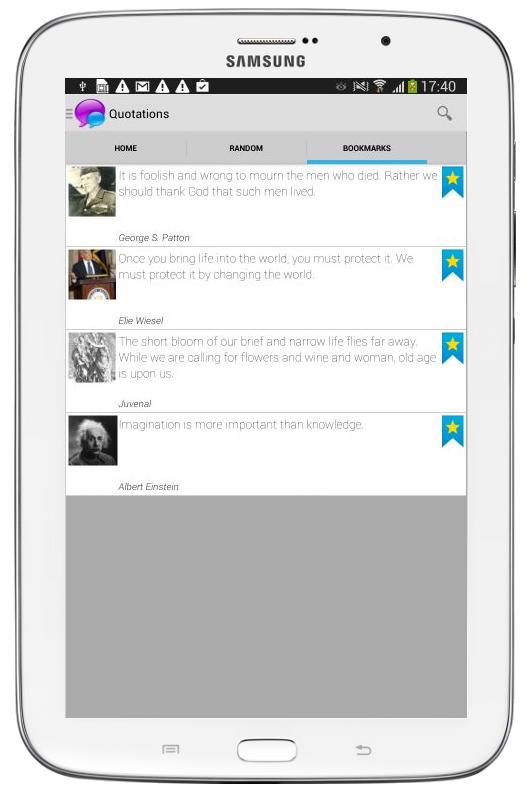 SAMSUNG
17:40
Quotations
HOME RANDOM BOOKMARKS
It is foolish and wrong to mourn the men who died. Rather we
should thank God that such men lived.
George S. Patton
Once you bring life into the world, you must protect it. We
must protect it by changing the world.
Elie Wiesel
The short bloom of our brief and narrow life flies far away.
While we are calling for flowers and wine and woman, old age
is upon us.
Juvenal
Imagination is more important than knowledge.
Albert Einstein